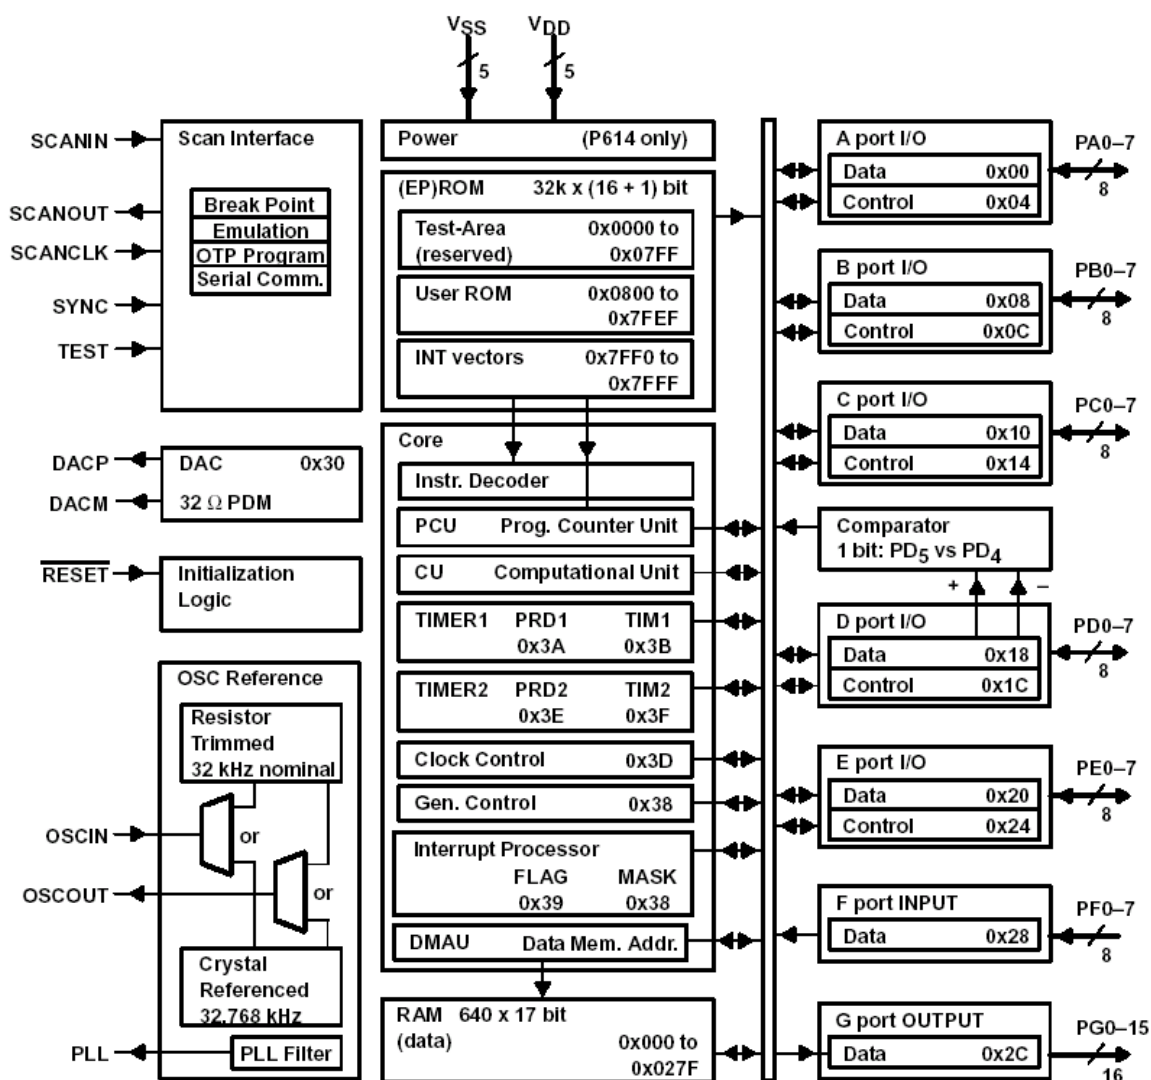 VSS VDD
5 5
SCANIN
SCANOUT
SCANCLK
SYNC
TEST
Scan Interface
Break Point
Emulation
OTP Program
Serial Comm.
DACP
DACM
DAC 0x30
32 Ω PDM
RESET
Initialization
Logic
OSC Reference
Resistor
Trimmed
32 kHz nominal
OSCIN
or
OSCOUT
or
Crystal
Referenced
32.768 kHz
PLL
PLL Filter
Power (P614 only)
(EP)ROM 32k x (16 + 1) bit
Test-Area 0x0000 to
(reserved) 0x07FF
User ROM 0x0800 to
0x7FEF
INT vectors 0x7FF0 to
0x7FFF
Core
Instr. Decoder
PCU Prog. Counter Unit
CU Computational Unit
TIMER1 PRD1 TIM1
0x3A 0x3B
TIMER2 PRD2 TIM2
0x3E 0x3F
Clock Control 0x3D
Gen. Control 0x38
Interrupt Processor
FLAG MASK
0x39 0x38
DMAU Data Mem. Addr.
RAM 640 x 17 bit
(data) 0x000 to
0x027F
A port I/O
Data 0x00
Control 0x04
PA0–7
8
B port I/O
Data 0x08
Control 0x0C
PB0–7
8
C port I/O
Data 0x10
Control 0x14
PC0–7
8
Comparator
1 bit: PD5 vs PD4
+ –
D port I/O
Data 0x18
Control 0x1C
PD0–7
8
E port I/O
Data 0x20
Control 0x24
PE0–7
8
F port INPUT
Data 0x28
PF0–7
8
G port OUTPUT
Data 0x2C
PG0–15
16